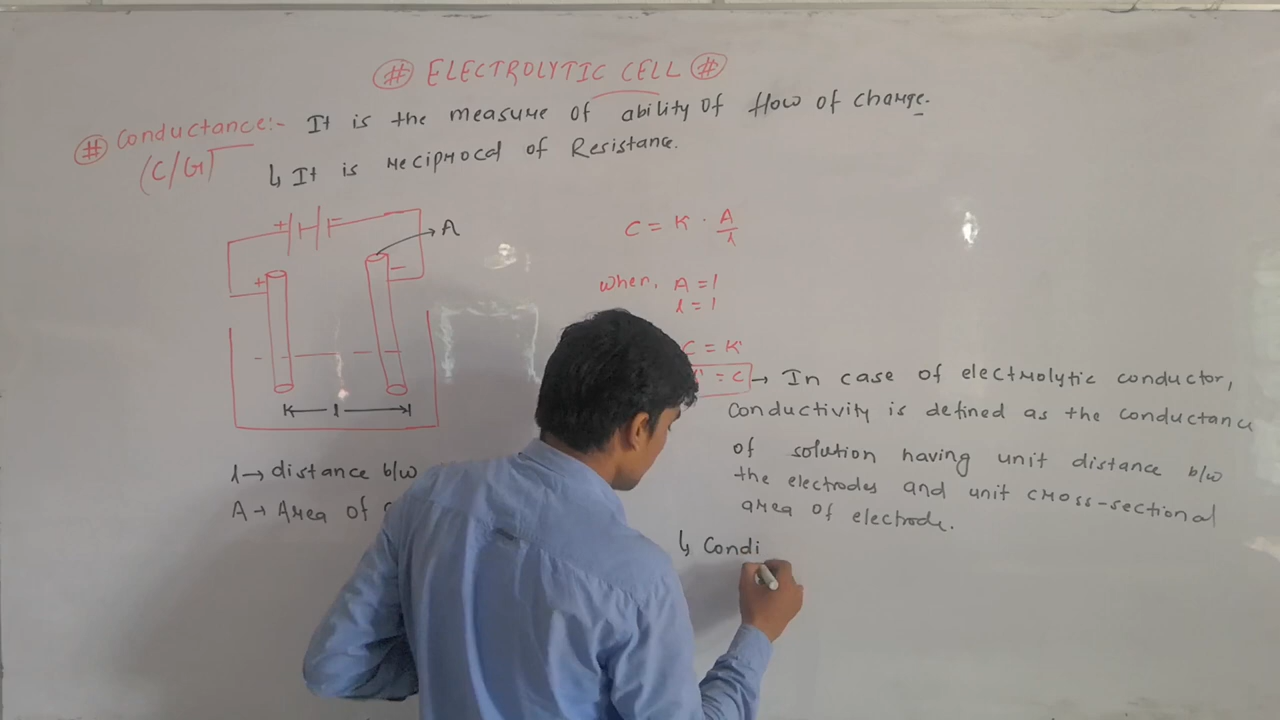 # ELECTROLYTIC CELL #
# Conductance:- It is the measure of ability of flow of charge.
(C/G)
↳ It is reciprocal of Resistance.
+ −
A
+ −
l
C = K · A/l
when, A = 1
l = 1
C = K
= C → In case of electrolytic conductor,
conductivity is defined as the conductance
of solution having unit distance b/w
the electrodes and unit cross-sectional
area of electrode.
↳ Condi
l → distance b/w
A → Area of